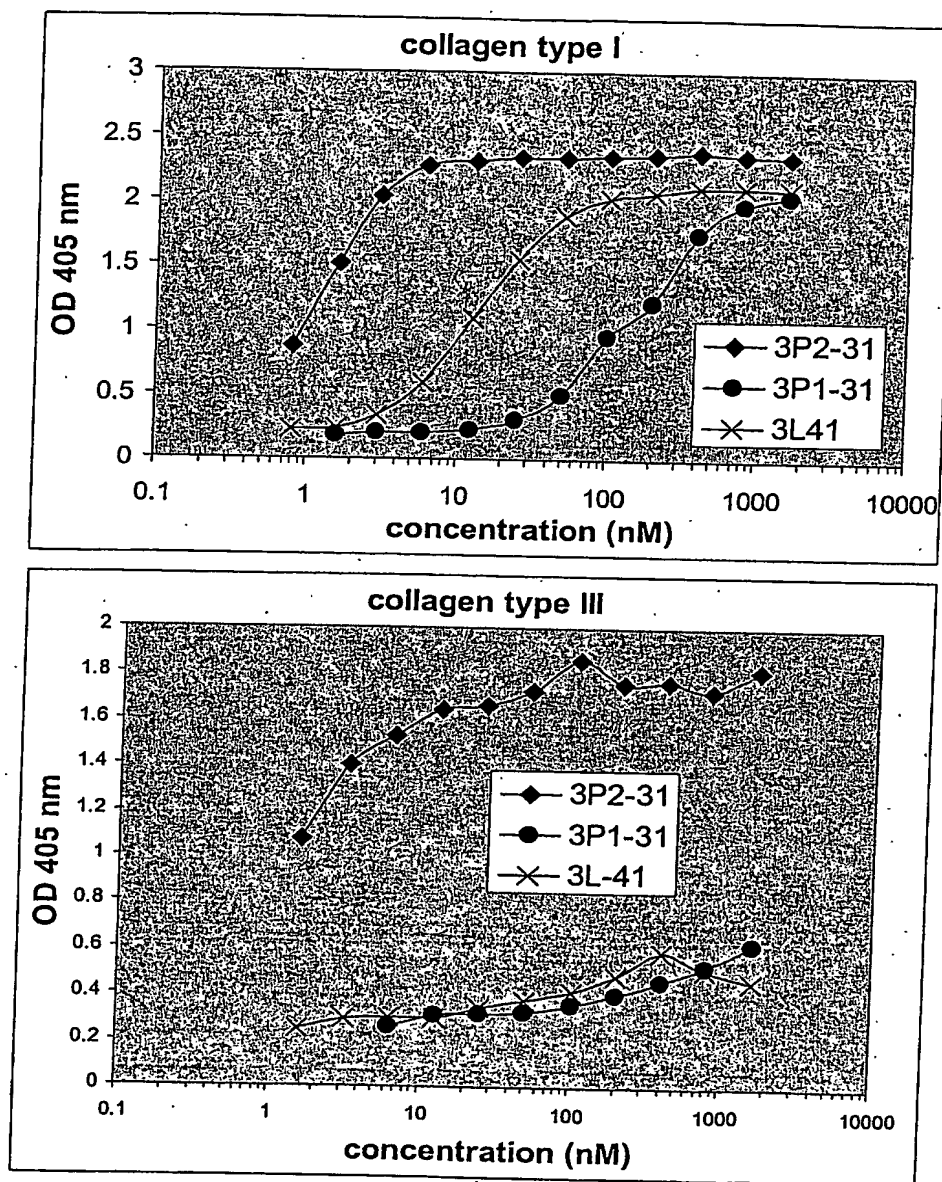 collagen type I
3
2.5
2
1.5
1
0.5
0
OD 405 nm
3P2-31
3P1-31
3L41
0.1 1 10 100 1000 10000
concentration (nM)
collagen type III
2
1.8
1.6
1.4
1.2
1
0.8
0.6
0.4
0.2
0
OD 405 nm
3P2-31
3P1-31
3L-41
0.1 1 10 100 1000 10000
concentration (nM)